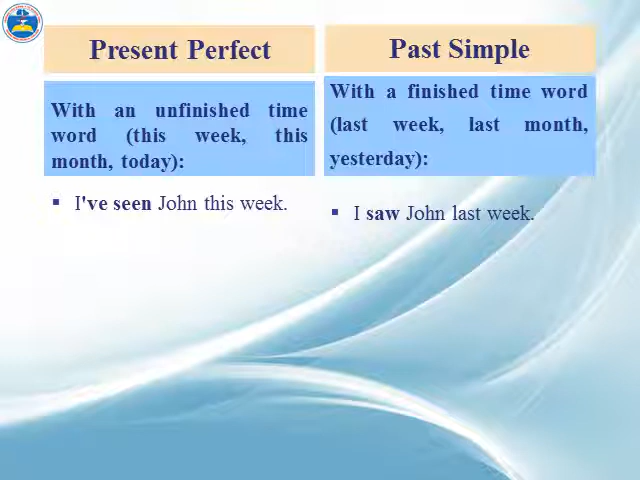 Present Perfect
With an unfinished time
word (this week, this
month, today):
▪ I've seen John this week.
Past Simple
With a finished time word
(last week, last month,
yesterday):
▪ I saw John last week.